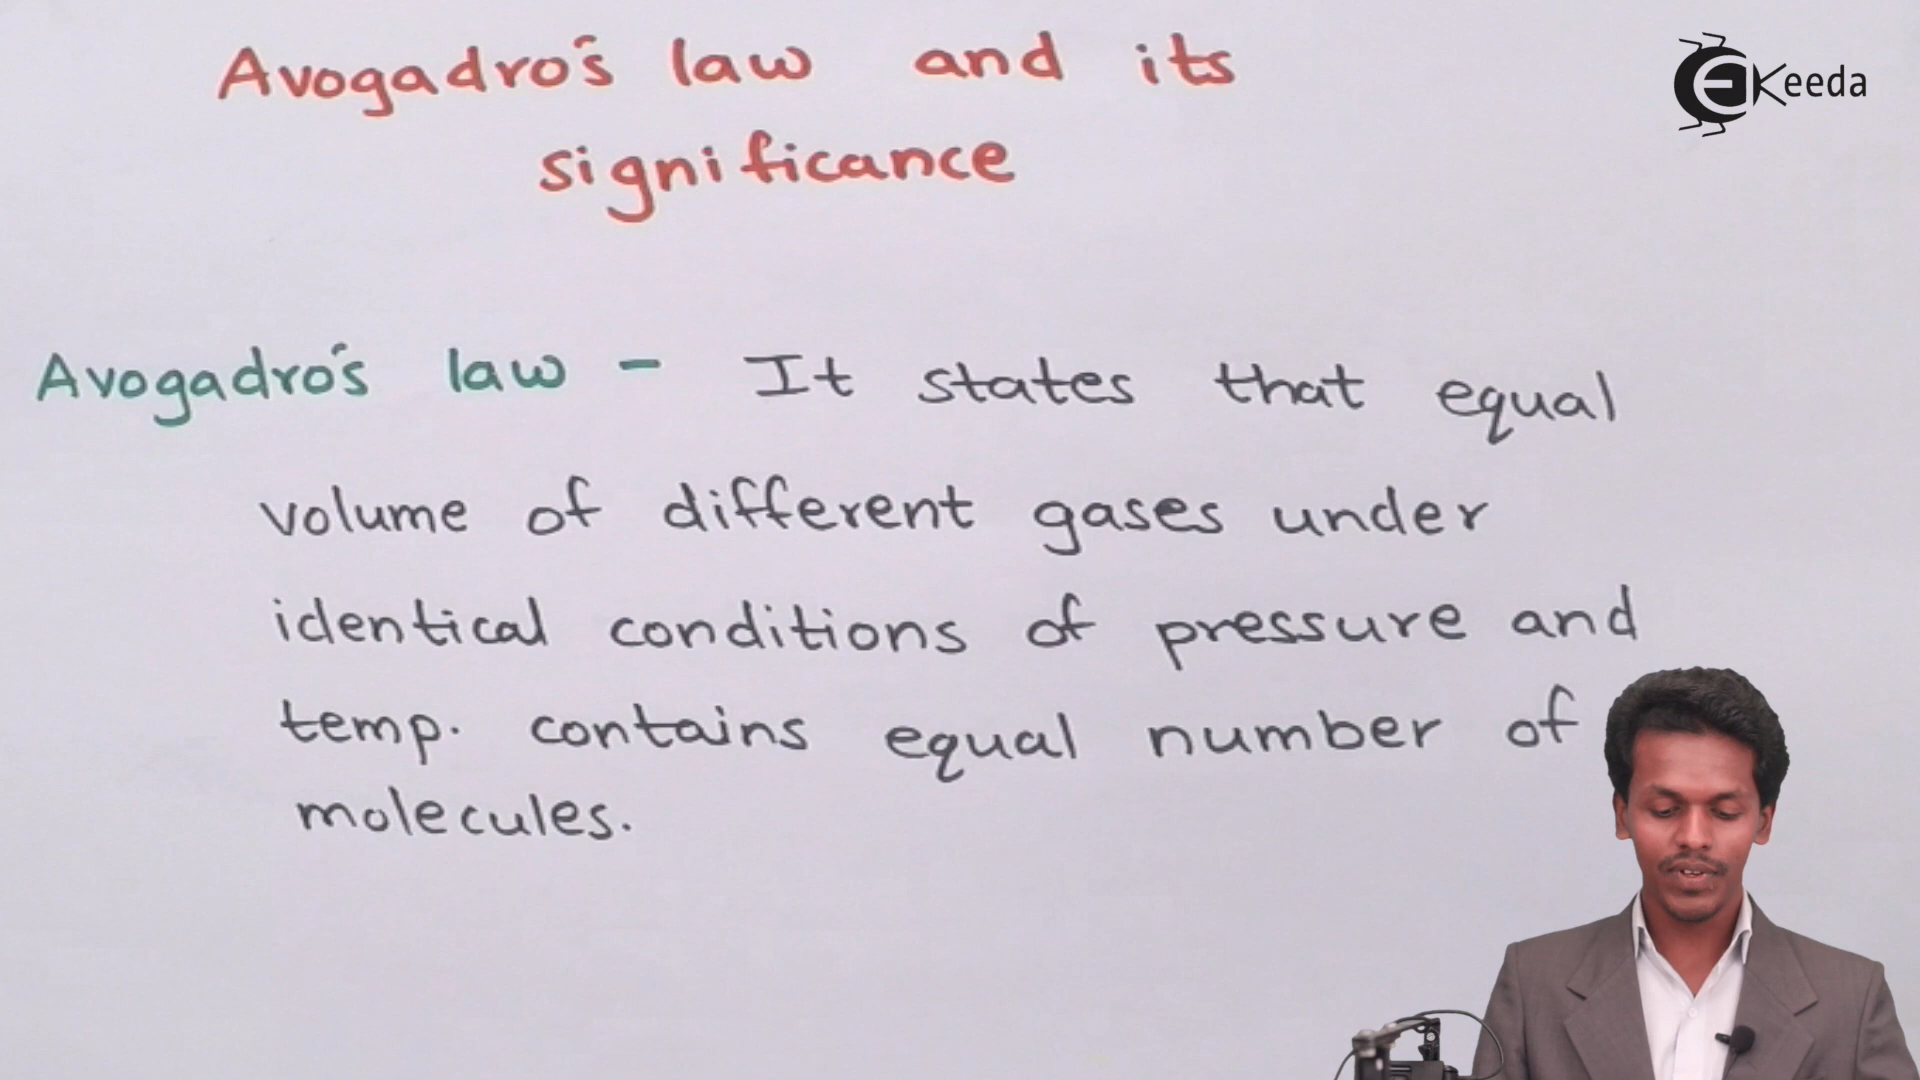 Avogadro's law and its
significance
EKeeda
Avogadro's law - It states that equal
volume of different gases under
identical conditions of pressure and
temp. contains equal number of
molecules.